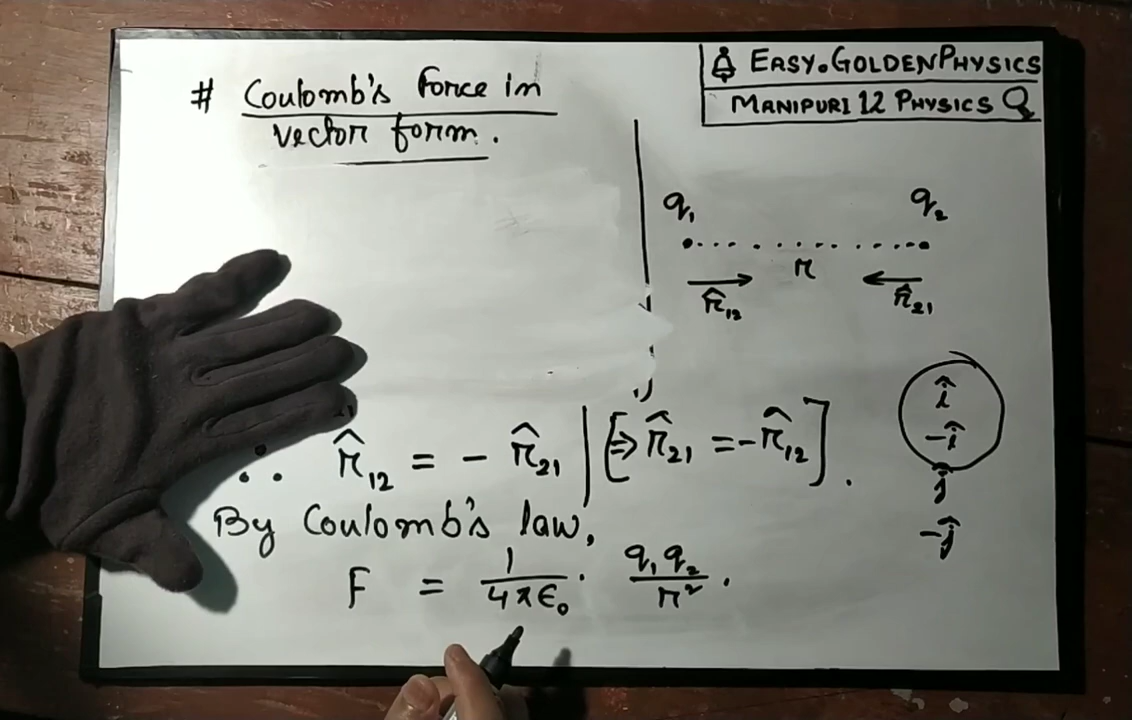 # Coulomb's Force in
vector form.
EASY.GOLDENPHYSICS
MANIPURI 12 PHYSICS
q₁ q₂
r
r̂₁₂ r̂₂₁
î
-î
ĵ
-ĵ
∴ r̂₁₂ = - r̂₂₁ | [⇒ r̂₂₁ = - r̂₁₂].
By Coulomb's law,
F = 1/4πϵ₀ . q₁q₂/r² .